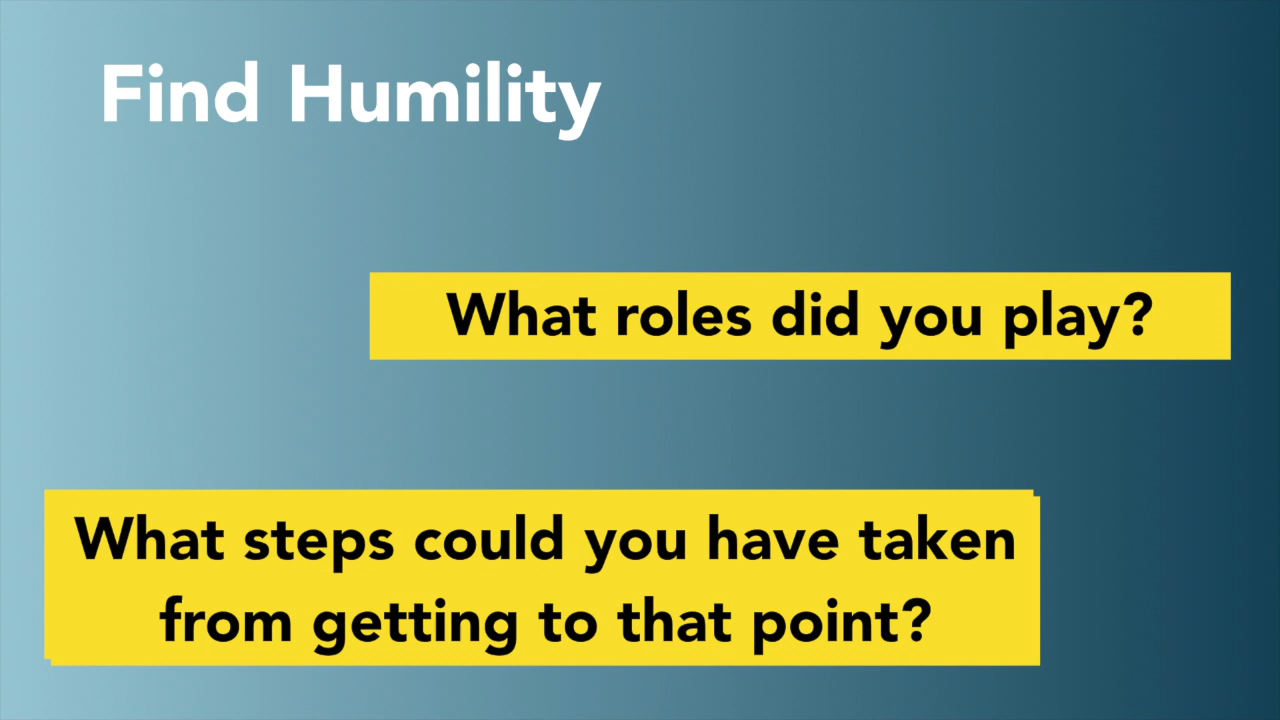 Find Humility
What roles did you play?
What steps could you have taken
from getting to that point?